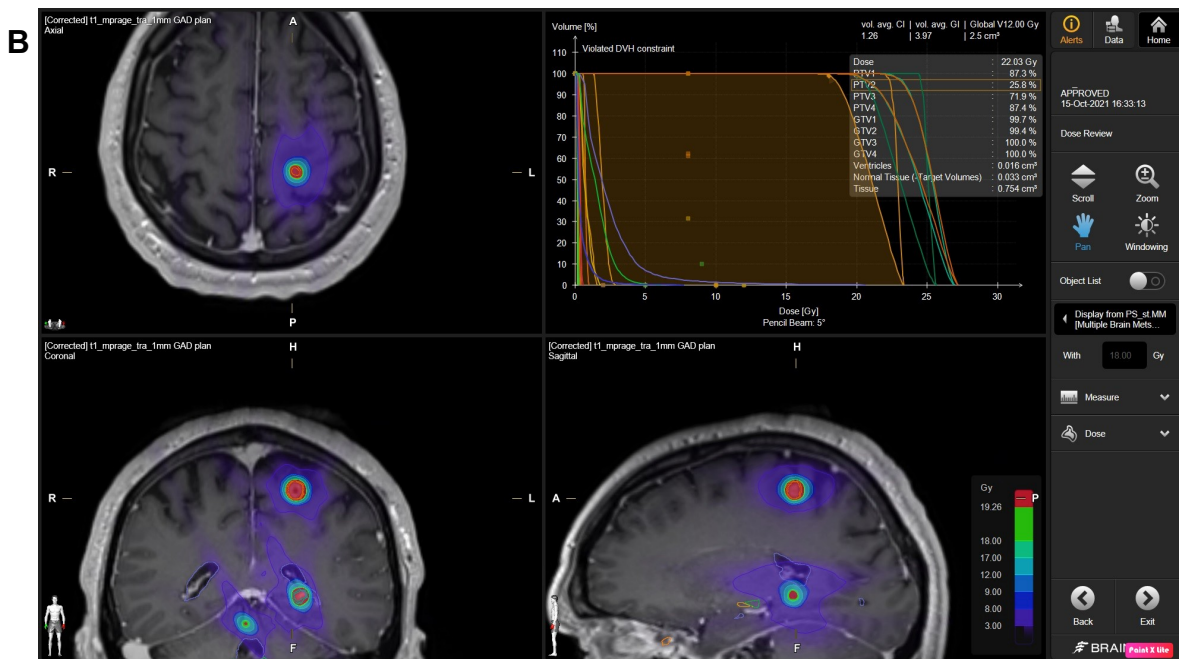 B
[Corrected] t1_mprage_tra_1mm GAD plan
Axial
A
R
L
P
Volume [%]
vol. avg. CI | vol. avg. GI | Global V12.00 Gy
1.26 | 3.97 | 2.5 cm³
Violated DVH constraint
110
100
90
80
70
60
50
40
30
20
10
0
0 5 10 15 20 25 30
Dose [Gy]
Pencil Beam: 5°
Dose : 22.03 Gy
PTV1 : 87.3 %
PTV2 : 25.8 %
PTV3 : 71.9 %
PTV4 : 87.4 %
GTV1 : 99.7 %
GTV2 : 99.4 %
GTV3 : 100.0 %
GTV4 : 100.0 %
Ventricles : 0.016 cm³
Normal Tissue (-Target Volumes) : 0.033 cm³
Tissue : 0.754 cm³
[Corrected] t1_mprage_tra_1mm GAD plan
Coronal
H
R
L
F
[Corrected] t1_mprage_tra_1mm GAD plan
Sagittal
H
A
P
F
Gy
19.26
18.00
17.00
12.00
9.00
8.00
3.00
Alerts
Data
Home
APPROVED
15-Oct-2021 16:33:13
Dose Review
Scroll
Zoom
Pan
Windowing
Object List
Display from PS_st.MM
[Multiple Brain Mets...
With 18.00 Gy
Measure
Dose
Back
Exit
BRAIN
Paint X lite